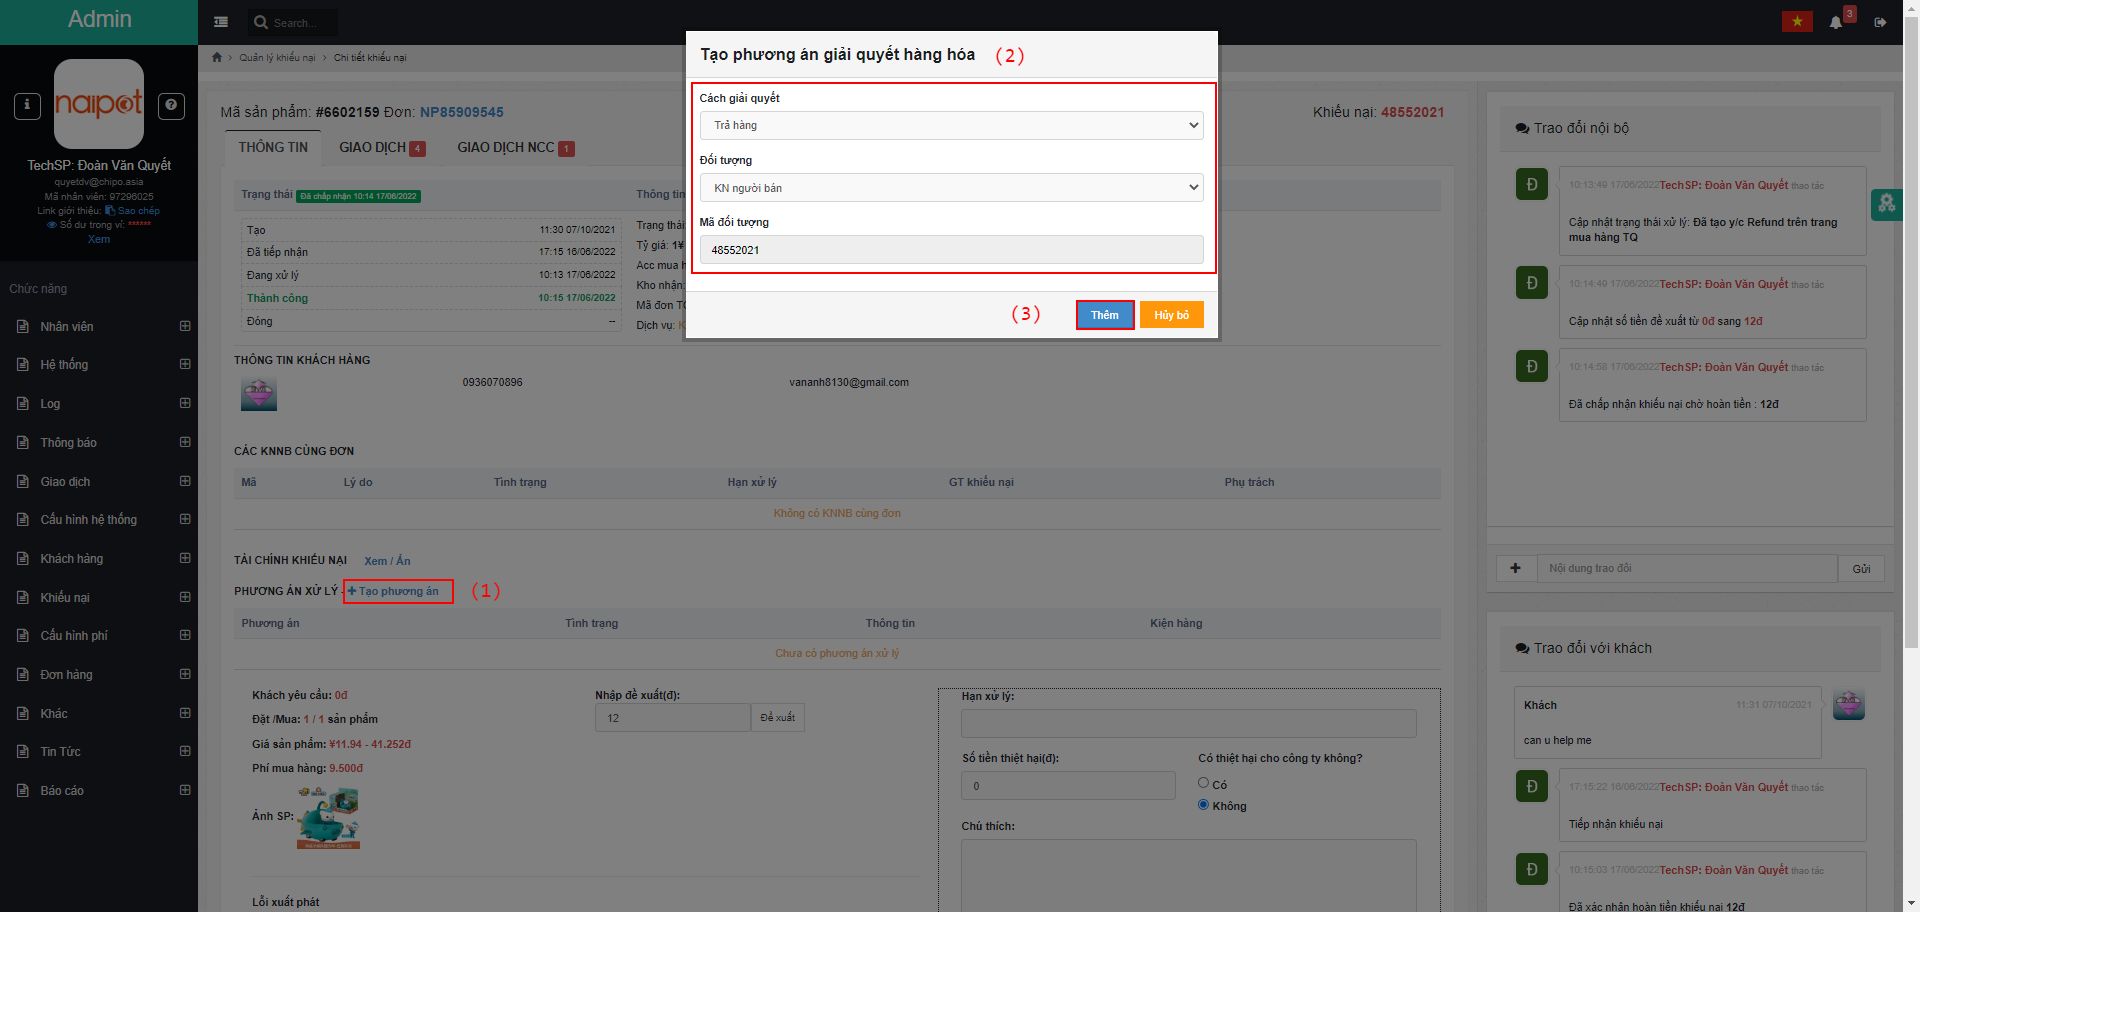 Admin
Search...
3
Quản lý khiếu nại › Chi tiết khiếu nại
naipot
TechSP: Đoàn Văn Quyết
quyetdv@chipo.asia
Mã nhân viên: 97296025
Link giới thiệu: Sao chép
Số dư trong ví: ******
Xem
Chức năng
Nhân viên
Hệ thống
Log
Thông báo
Giao dịch
Cấu hình hệ thống
Khách hàng
Khiếu nại
Cấu hình phí
Đơn hàng
Khác
Tin Tức
Báo cáo
Mã sản phẩm: #6602159 Đơn: NP85909545
Khiếu nại: 48552021
THÔNG TIN
GIAO DỊCH 4
GIAO DỊCH NCC 1
Trạng thái Đã chấp nhận 10:14 17/06/2022
Tạo 11:30 07/10/2021
Đã tiếp nhận 17:15 16/06/2022
Đang xử lý 10:13 16/06/2022
Thành công 10:15 17/06/2022
Đóng --
Thông tin
Trạng thái
Tỷ giá: 1¥
Acc mua h
Kho nhận:
Mã đơn TQ
Dịch vụ: K
Tạo phương án giải quyết hàng hóa (2)
Cách giải quyết
Trả hàng
Đối tượng
KN người bán
Mã đối tượng
48552021
(3)
Thêm
Hủy bỏ
THÔNG TIN KHÁCH HÀNG
0936070896
vananh8130@gmail.com
CÁC KNNB CÙNG ĐƠN
Mã Lý do Tình trạng Hạn xử lý GT khiếu nại Phụ trách
Không có KNNB cùng đơn
TÀI CHÍNH KHIẾU NẠI Xem / Ẩn
PHƯƠNG ÁN XỬ LÝ - Tạo phương án (1)
Phương án Tình trạng Thông tin Kiện hàng
Chưa có phương án xử lý
Khách yêu cầu: 0đ
Đặt /Mua: 1 / 1 sản phẩm
Giá sản phẩm: ¥11.94 - 41.252đ
Phí mua hàng: 9.500đ
Ảnh SP:
Lỗi xuất phát
Nhập đề xuất(đ):
12
Đề xuất
Hạn xử lý:
Số tiền thiệt hại(đ):
0
Có thiệt hại cho công ty không?
Có
Không
Chú thích:
Trao đổi nội bộ
Đ
10:13:49 17/06/2022TechSP: Đoàn Văn Quyết thao tác
Cập nhật trạng thái xử lý: Đã tạo y/c Refund trên trang
mua hàng TQ
Đ
10:14:49 17/06/2022TechSP: Đoàn Văn Quyết thao tác
Cập nhật số tiền đề xuất từ 0đ sang 12đ
Đ
10:14:58 17/06/2022TechSP: Đoàn Văn Quyết thao tác
Đã chấp nhận khiếu nại chờ hoàn tiền : 12đ
Nội dung trao đổi
Gửi
Trao đổi với khách
Khách 11:31 07/10/2021
can u help me
Đ
17:15:22 16/06/2022TechSP: Đoàn Văn Quyết thao tác
Tiếp nhận khiếu nại
Đ
10:15:03 17/06/2022TechSP: Đoàn Văn Quyết thao tác
Đã xác nhận hoàn tiền khiếu nại 12đ